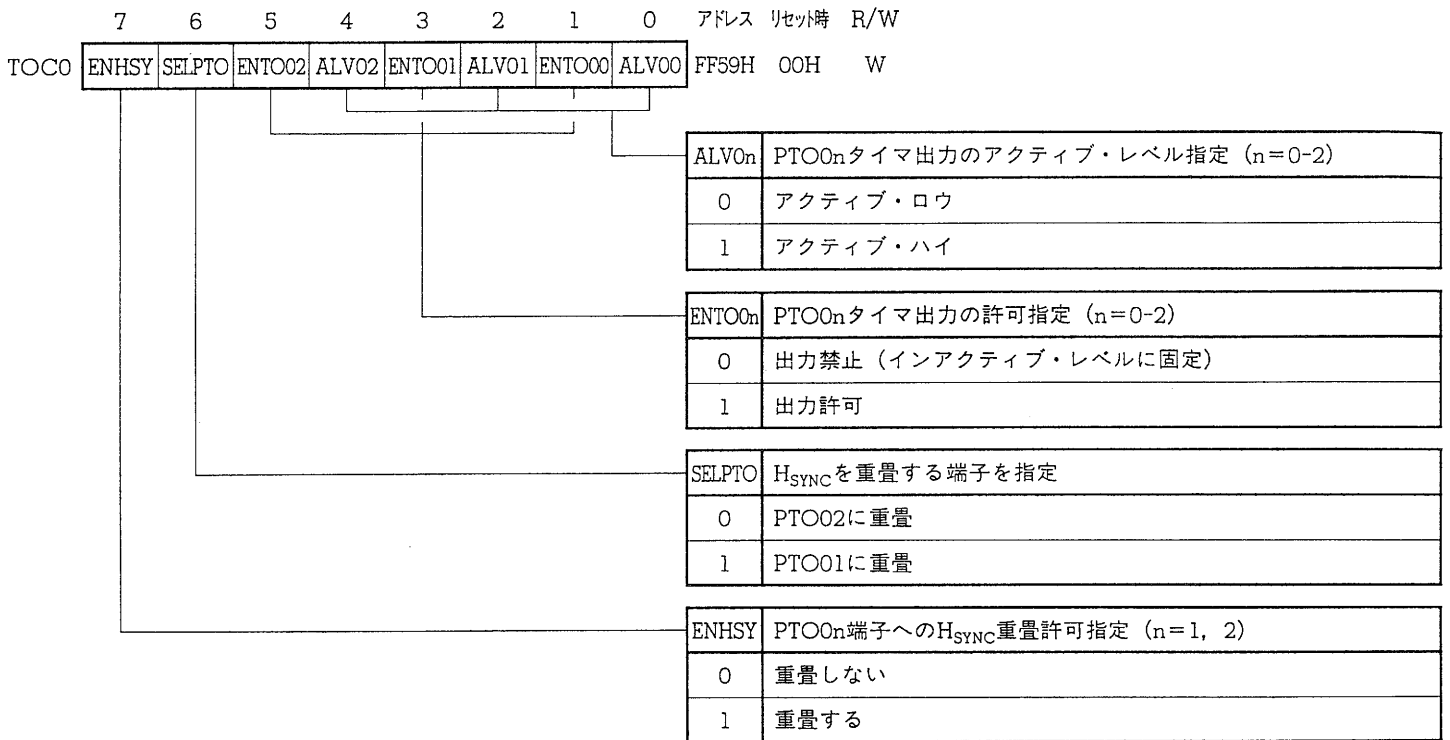 7 6 5 4 3 2 1 0 アドレス リセット時 R/W
TOC0 ENHSY SELPTO ENTO02 ALV02 ENTO01 ALV01 ENTO00 ALV00 FF59H 00H W
ALV0n PTO0nタイマ出力のアクティブ・レベル指定 (n=0-2)
0 アクティブ・ロウ
1 アクティブ・ハイ
ENTO0n PTO0nタイマ出力の許可指定 (n=0-2)
0 出力禁止 (インアクティブ・レベルに固定)
1 出力許可
SELPTO HSYNCを重畳する端子を指定
0 PTO02に重畳
1 PTO01に重畳
ENHSY PTO0n端子へのHSYNC重畳許可指定 (n=1, 2)
0 重畳しない
1 重畳する